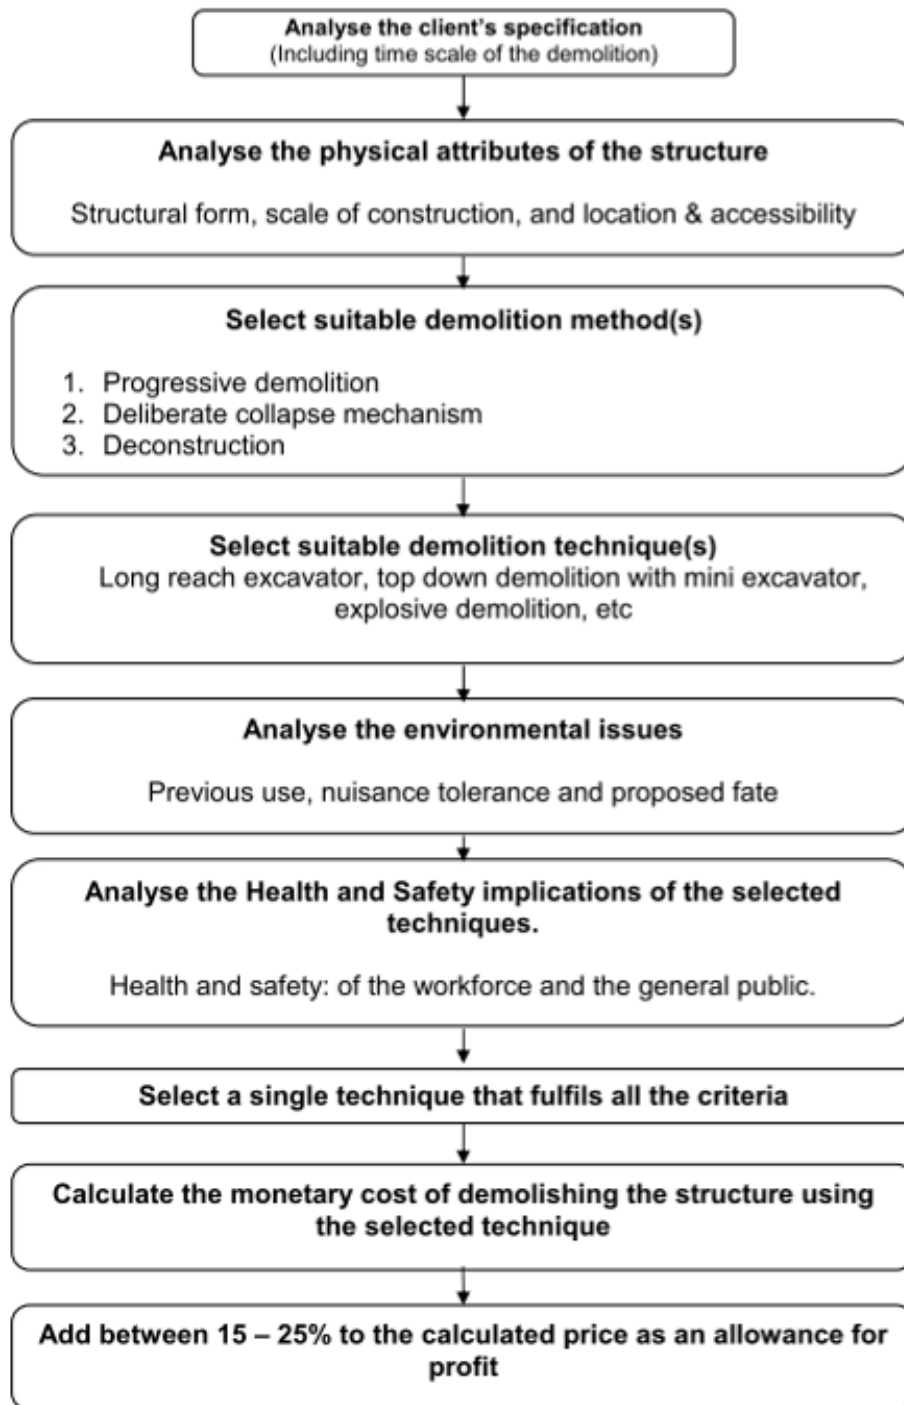 Analyse the client's specification
(Including time scale of the demolition)
Analyse the physical attributes of the structure
Structural form, scale of construction, and location & accessibility
Select suitable demolition method(s)
1. Progressive demolition
2. Deliberate collapse mechanism
3. Deconstruction
Select suitable demolition technique(s)
Long reach excavator, top down demolition with mini excavator,
explosive demolition, etc
Analyse the environmental issues
Previous use, nuisance tolerance and proposed fate
Analyse the Health and Safety implications of the selected
techniques.
Health and safety: of the workforce and the general public.
Select a single technique that fulfils all the criteria
Calculate the monetary cost of demolishing the structure using
the selected technique
Add between 15 – 25% to the calculated price as an allowance for
profit